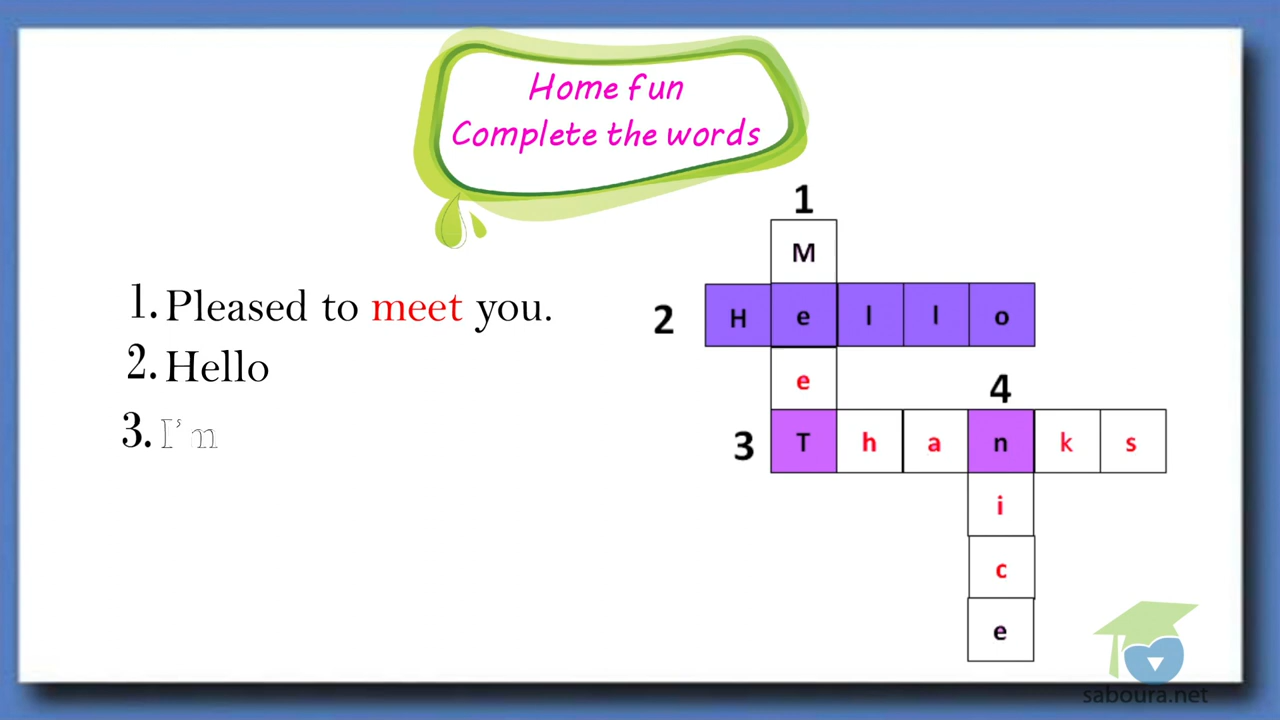 Home fun
Complete the words
1. Pleased to meet you.
2. Hello
3. I'm
1
M
2 H e l l o
e
4
3 T h a n k s
i
c
e
saboura.net